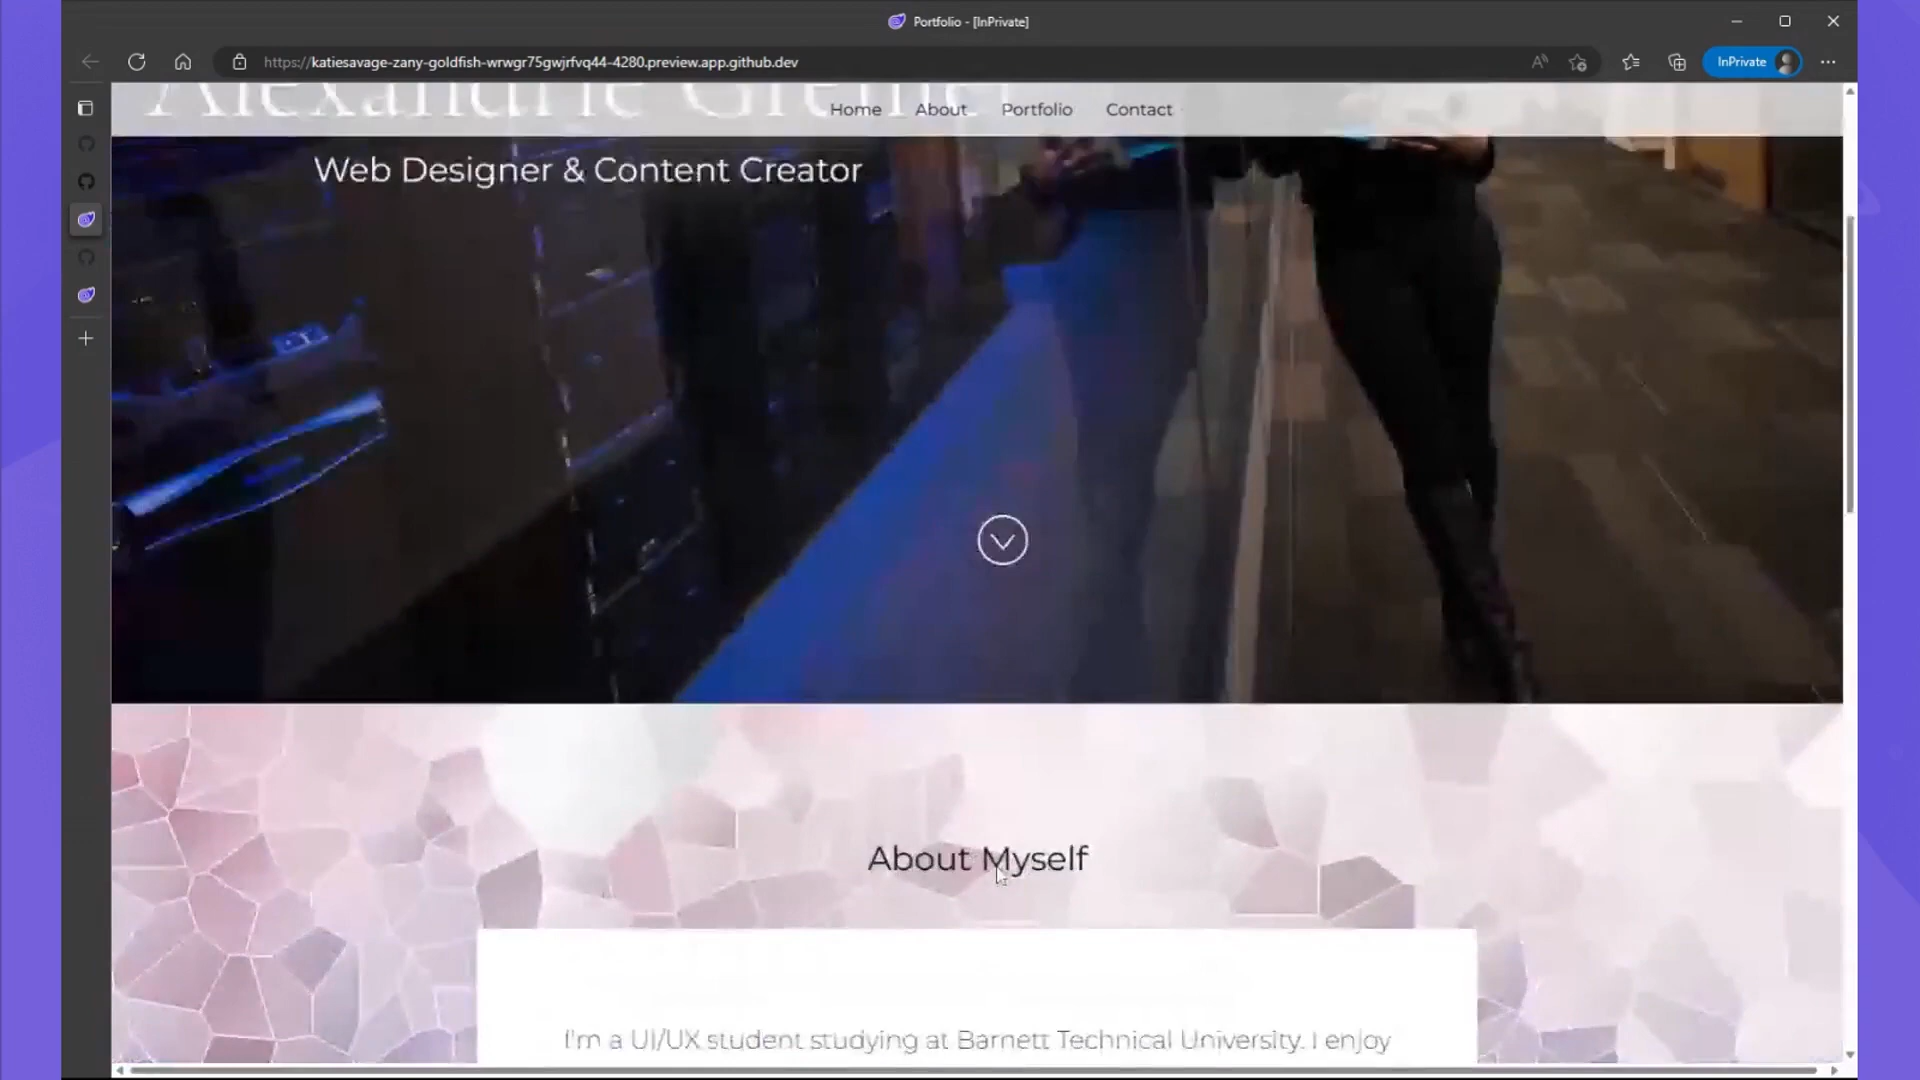 Portfolio - [InPrivate]
https://katiesavage-zany-goldfish-wrwgr75gwjrfvq44-4280.preview.app.github.dev
InPrivate
Home About Portfolio Contact
Web Designer & Content Creator
About Myself
I'm a UI/UX student studying at Barnett Technical University. I enjoy